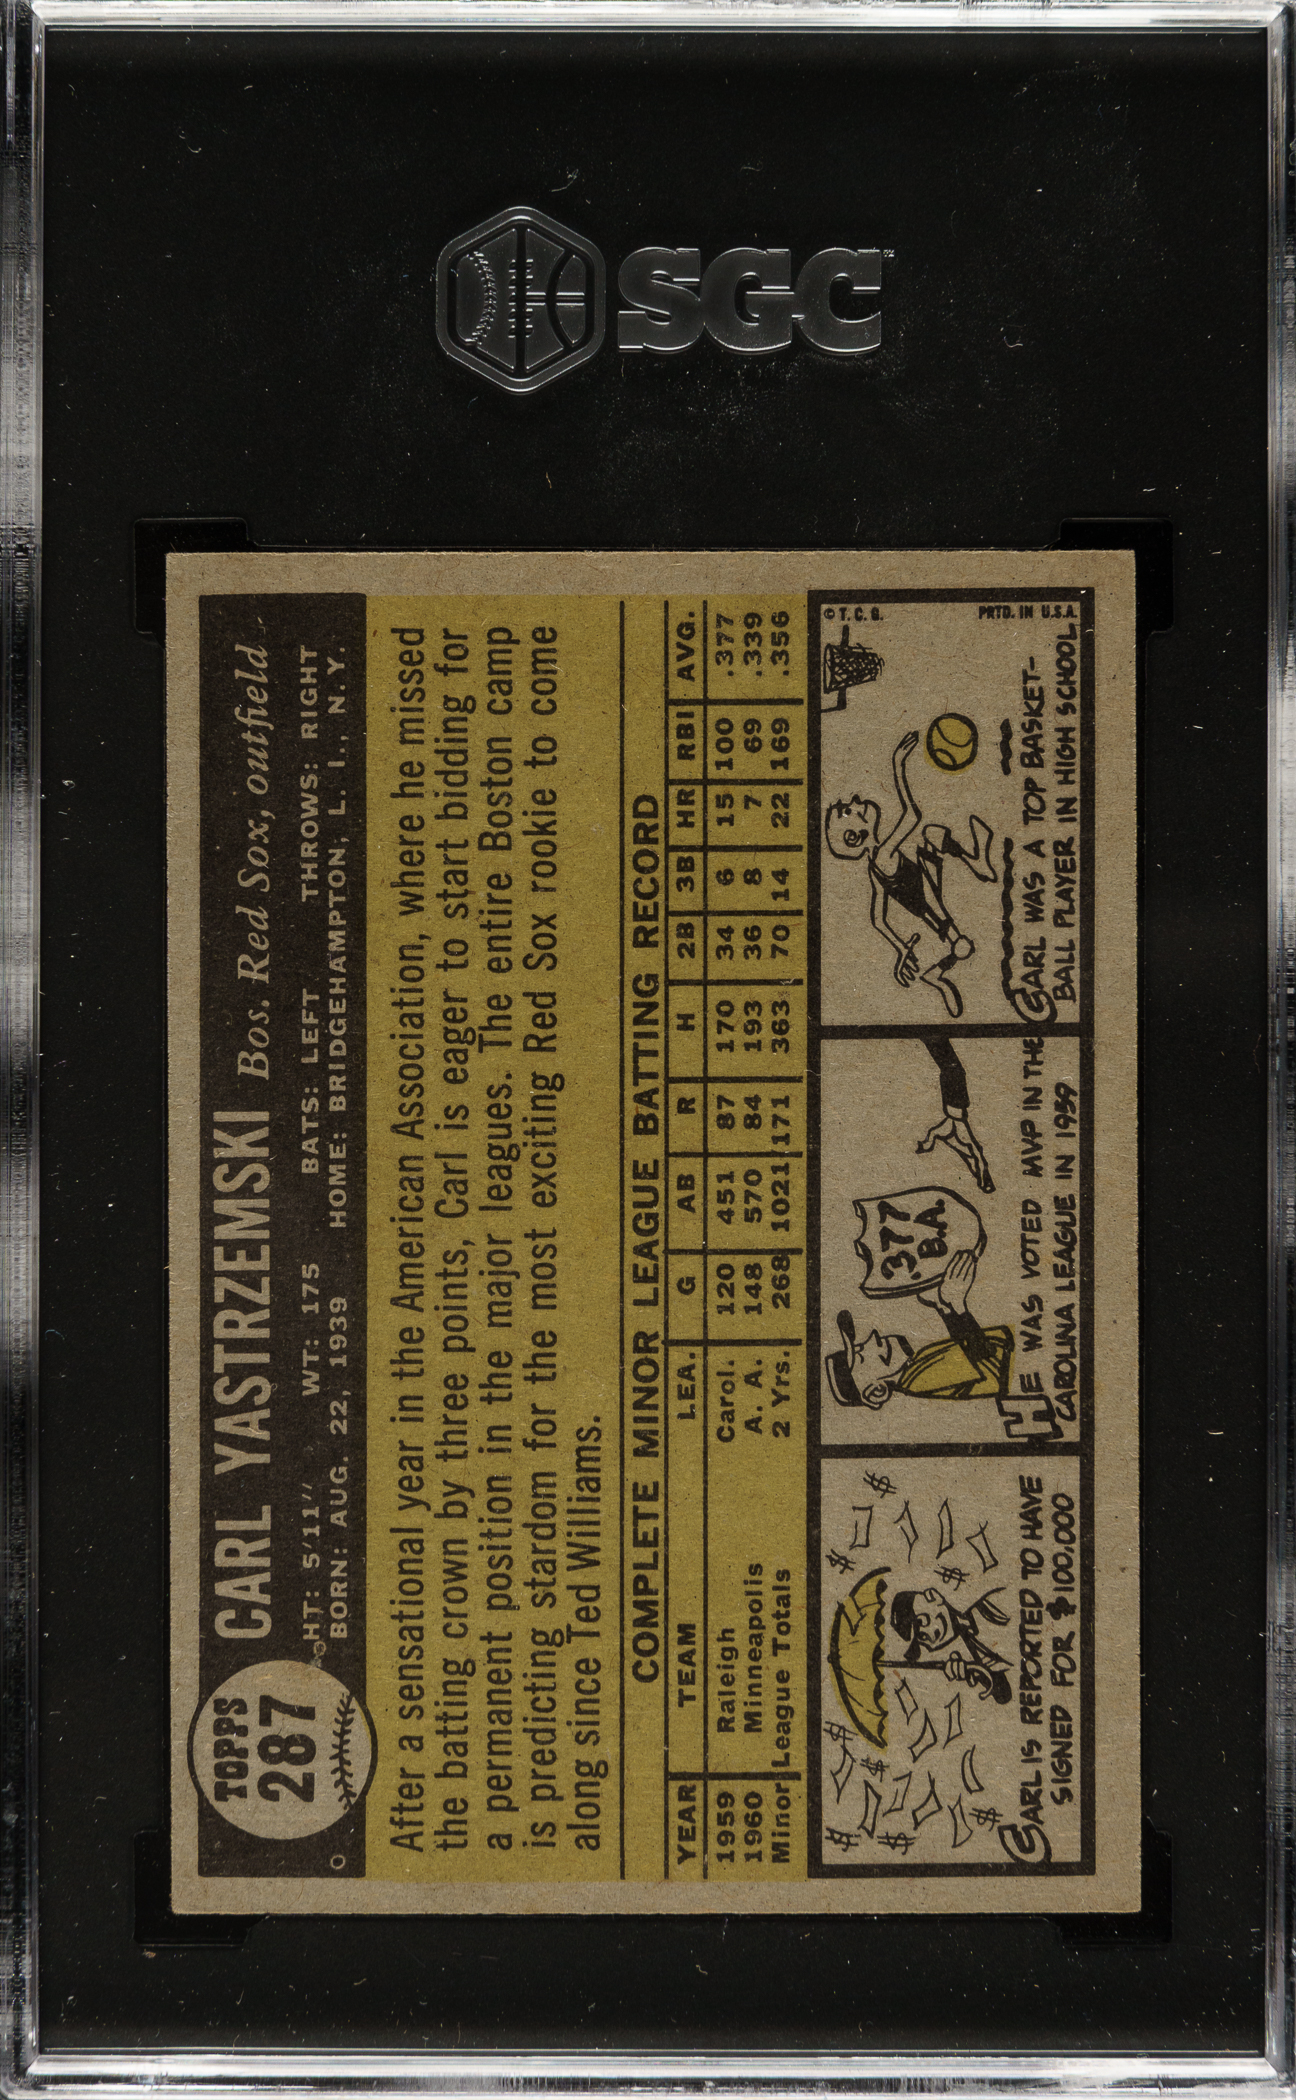 SGC
TOPPS
287
CARL YASTRZEMSKI Bos. Red Sox, outfield
HT: 5'11" WT: 175 BATS: LEFT THROWS: RIGHT
BORN: AUG. 22, 1939 HOME: BRIDGEHAMPTON, L. I., N.Y.
After a sensational year in the American Association, where he missed
the batting crown by three points, Carl is eager to start bidding for
a permanent position in the major leagues. The entire Boston camp
is predicting stardom for the most exciting Red Sox rookie to come
along since Ted Williams.
COMPLETE MINOR LEAGUE BATTING RECORD
YEAR TEAM LEA. G AB R H 2B 3B HR RBI AVG.
1959 Raleigh Carol. 120 451 87 170 34 6 15 100 .377
1960 Minneapolis A. A. 148 570 84 193 36 8 7 69 .339
Minor League Totals 2 Yrs. 268 1021 171 363 70 14 22 169 .356
CARL IS REPORTED TO HAVE
SIGNED FOR $100,000
.377
B.A.
HE WAS VOTED MVP IN THE
CAROLINA LEAGUE IN 1959
© T. C. G.
PRTD. IN U.S.A.
CARL WAS A TOP BASKET-
BALL PLAYER IN HIGH SCHOOL